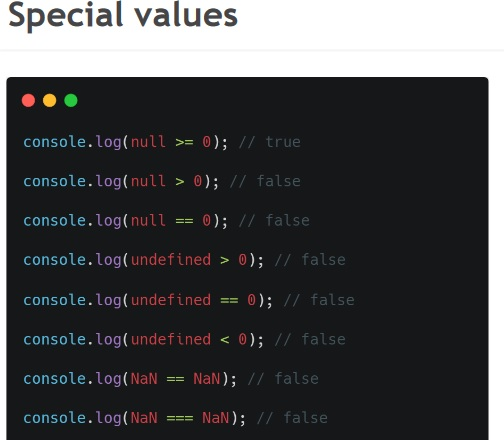 Special values
console.log(null >= 0); // true
console.log(null > 0); // false
console.log(null == 0); // false
console.log(undefined > 0); // false
console.log(undefined == 0); // false
console.log(undefined < 0); // false
console.log(NaN == NaN); // false
console.log(NaN === NaN); // false